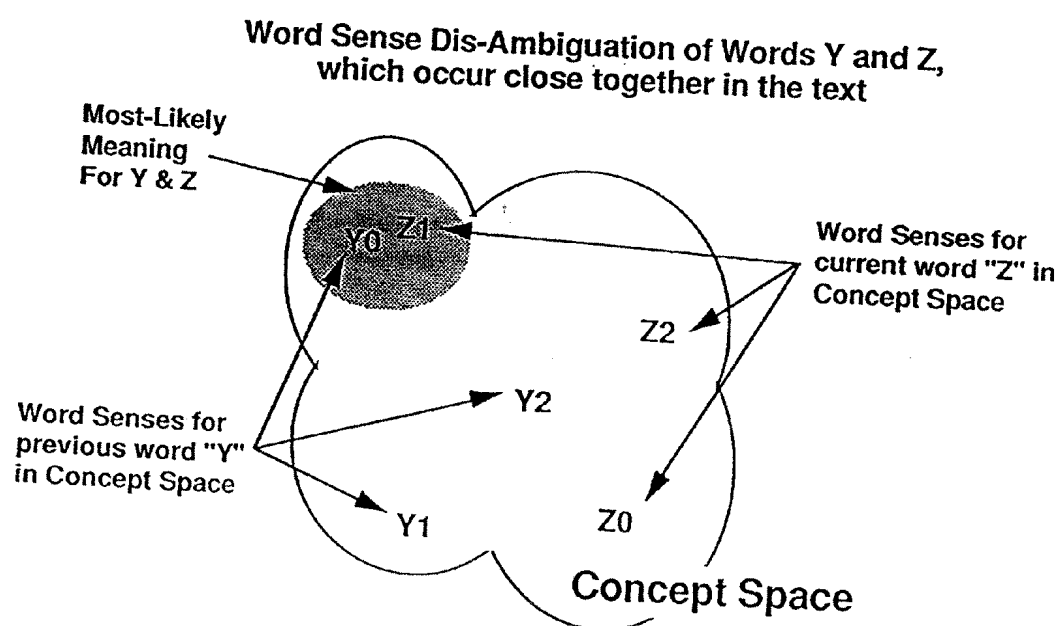 Word Sense Dis-Ambiguation of Words Y and Z,
which occur close together in the text
Most-Likely
Meaning
For Y & Z
Y0 Z1
Word Senses for
current word "Z" in
Concept Space
Z2
Y2
Word Senses for
previous word "Y"
in Concept Space
Y1
Z0
Concept Space